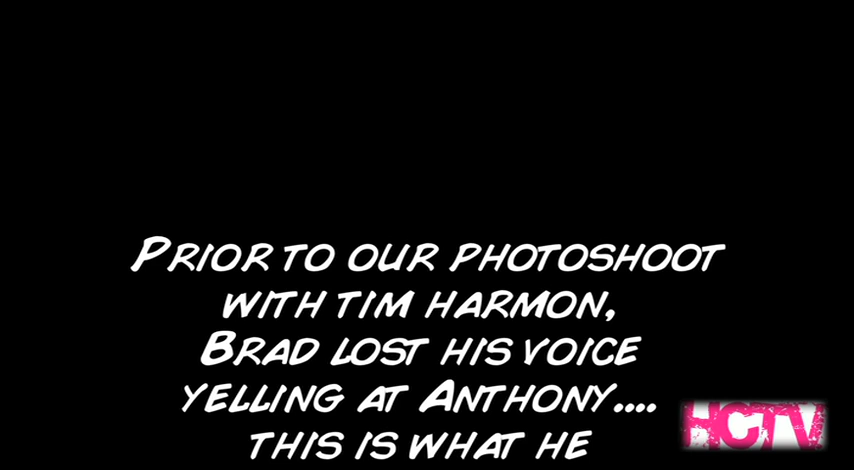 Prior to our photoshoot
with Tim Harmon,
Brad lost his voice
yelling at Anthony....
this is what he
HCTV